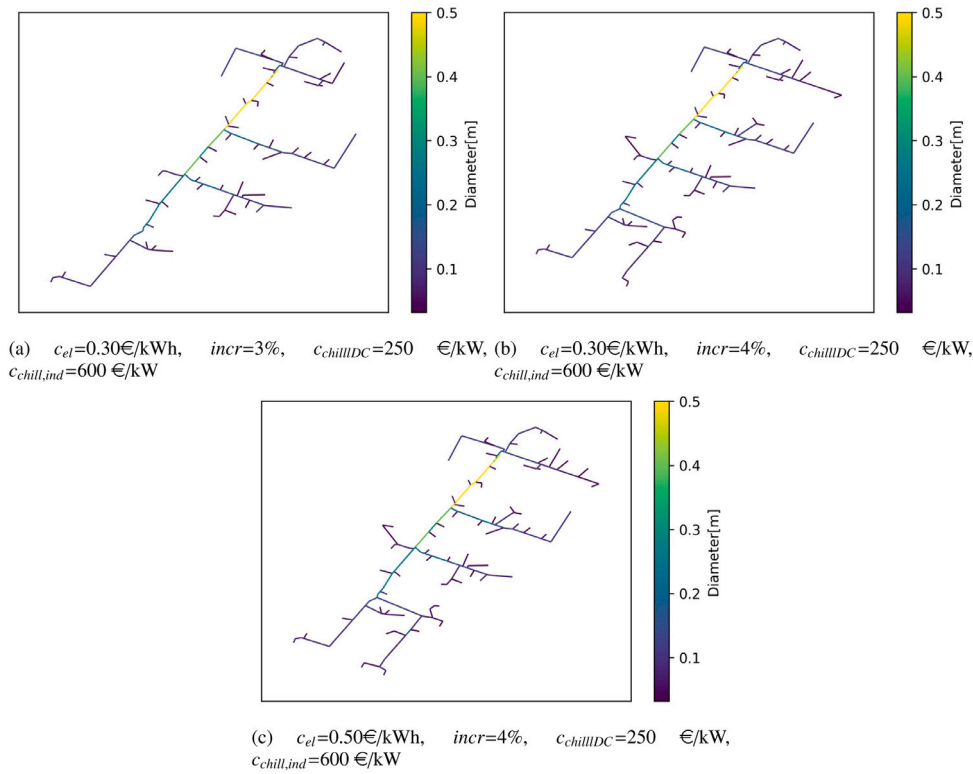 0.5
0.4
0.3
0.2
0.1
Diameter[m]
0.5
0.4
0.3
0.2
0.1
Diameter[m]
(a) c_el=0.30€/kWh, incr=3%, c_chilllDC=250 €/kW,
c_chill,ind=600 €/kW
(b) c_el=0.30€/kWh, incr=4%, c_chilllDC=250 €/kW,
c_chill,ind=600 €/kW
0.5
0.4
0.3
0.2
0.1
Diameter[m]
(c) c_el=0.50€/kWh, incr=4%, c_chilllDC=250 €/kW,
c_chill,ind=600 €/kW